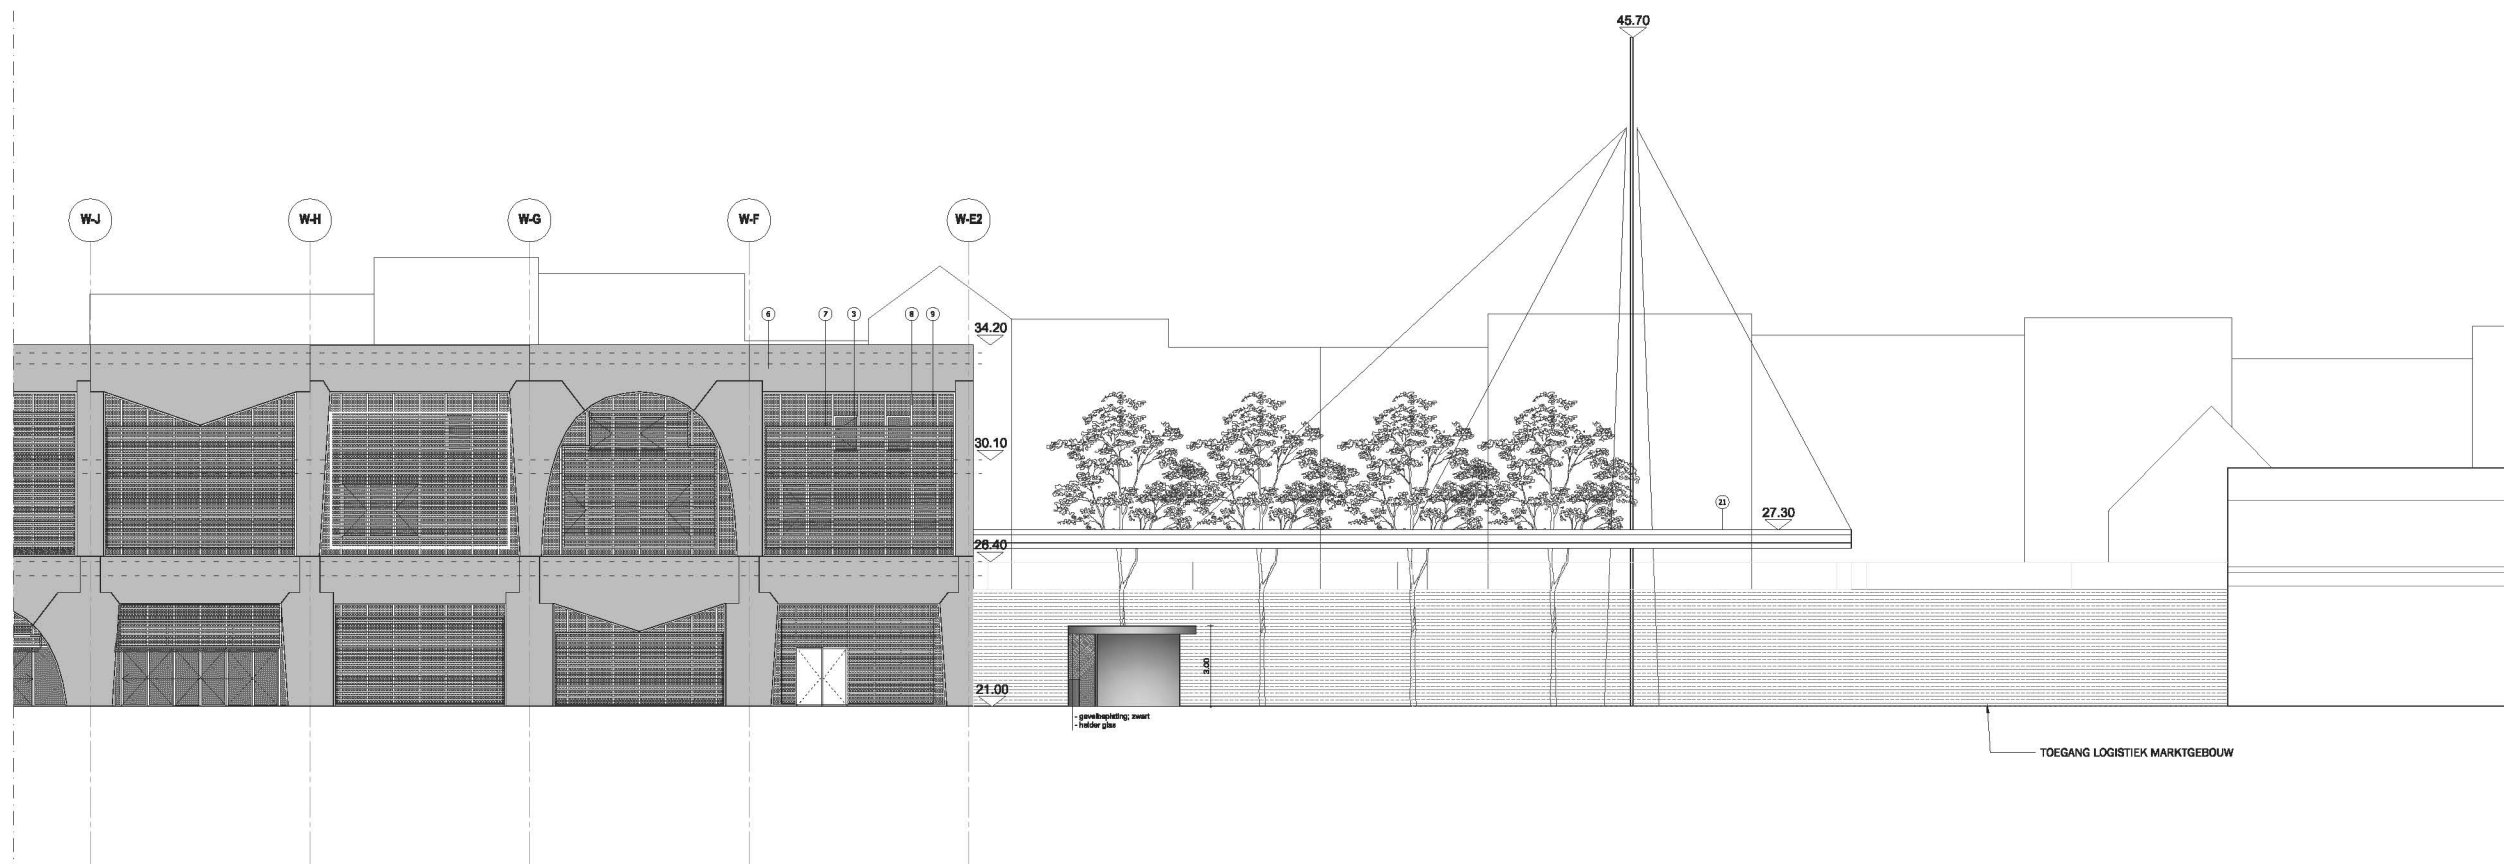 45.70
W-J
W-H
W-G
W-F
W-E2
6
7
3
8
9
34.20
30.10
21
27.30
26.40
3.00
21.00
- gevelbeplating; zwart
- helder glas
TOEGANG LOGISTIEK MARKTGEBOUW